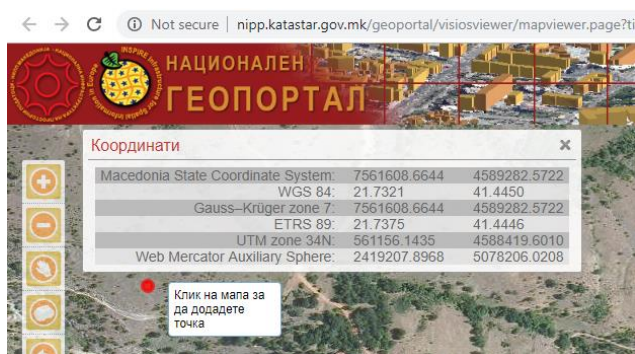 Not secure
nipp.katastar.gov.mk/geoportal/visiosviewer/mapviewer.page?ti
НАЦИОНАЛЕН
ГЕОПОРТАЛ
Координати
Macedonia State Coordinate System: 7561608.6644 4589282.5722
WGS 84: 21.7321 41.4450
Gauss–Krüger zone 7: 7561608.6644 4589282.5722
ETRS 89: 21.7375 41.4446
UTM zone 34N: 561156.1435 4588419.6010
Web Mercator Auxiliary Sphere: 2419207.8968 5078206.0208
Клик на мапа за
да додадете
точка